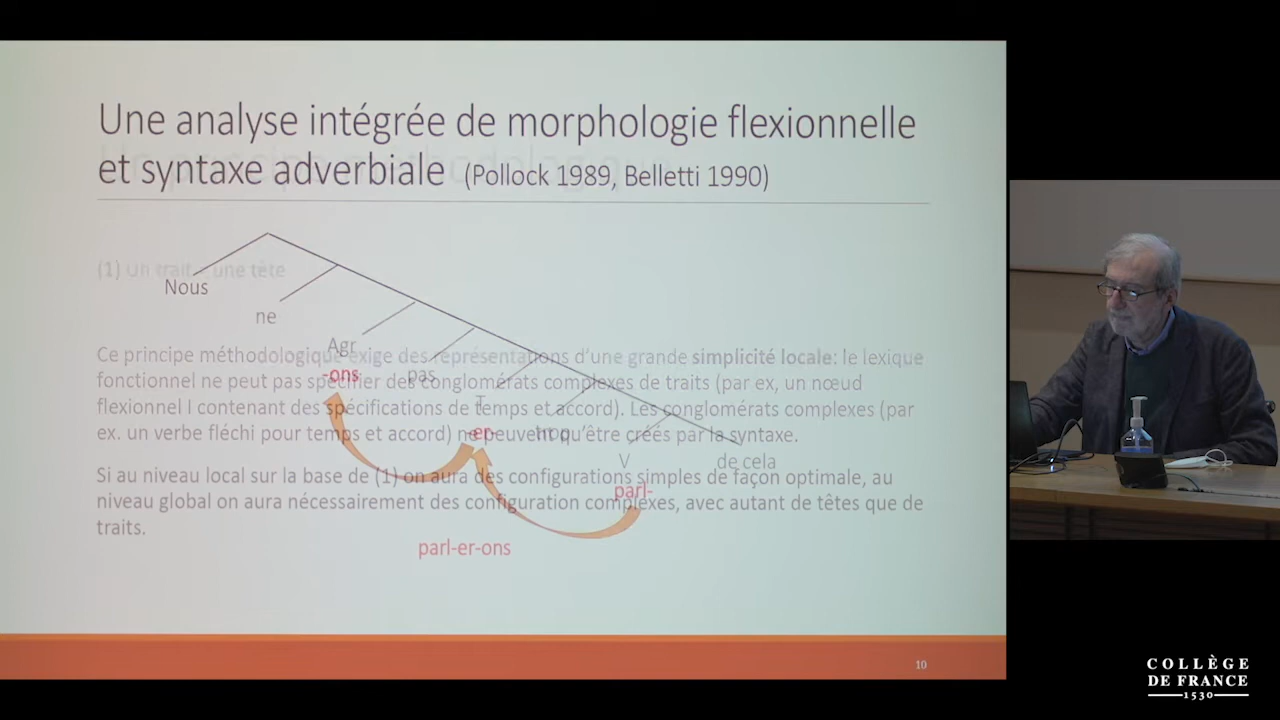 Une analyse intégrée de morphologie flexionnelle
et syntaxe adverbiale (Pollock 1989, Belletti 1990)
(1) Un trait – une tête
Nous
ne
Agr
-ons
pas
T
-er-
trop
V
parl-
de cela
parl-er-ons
Ce principe méthodologique exige des représentations d’une grande simplicité locale: le lexique
fonctionnel ne peut pas spécifier des conglomérats complexes de traits (par ex, un nœud
flexionnel I contenant des spécifications de temps et accord). Les conglomérats complexes (par
ex. un verbe fléchi pour temps et accord) ne peuvent qu’être créés par la syntaxe.
Si au niveau local sur la base de (1) on aura des configurations simples de façon optimale, au
niveau global on aura nécessairement des configuration complexes, avec autant de têtes que de
traits.
10
COLLÈGE
DE FRANCE
1530